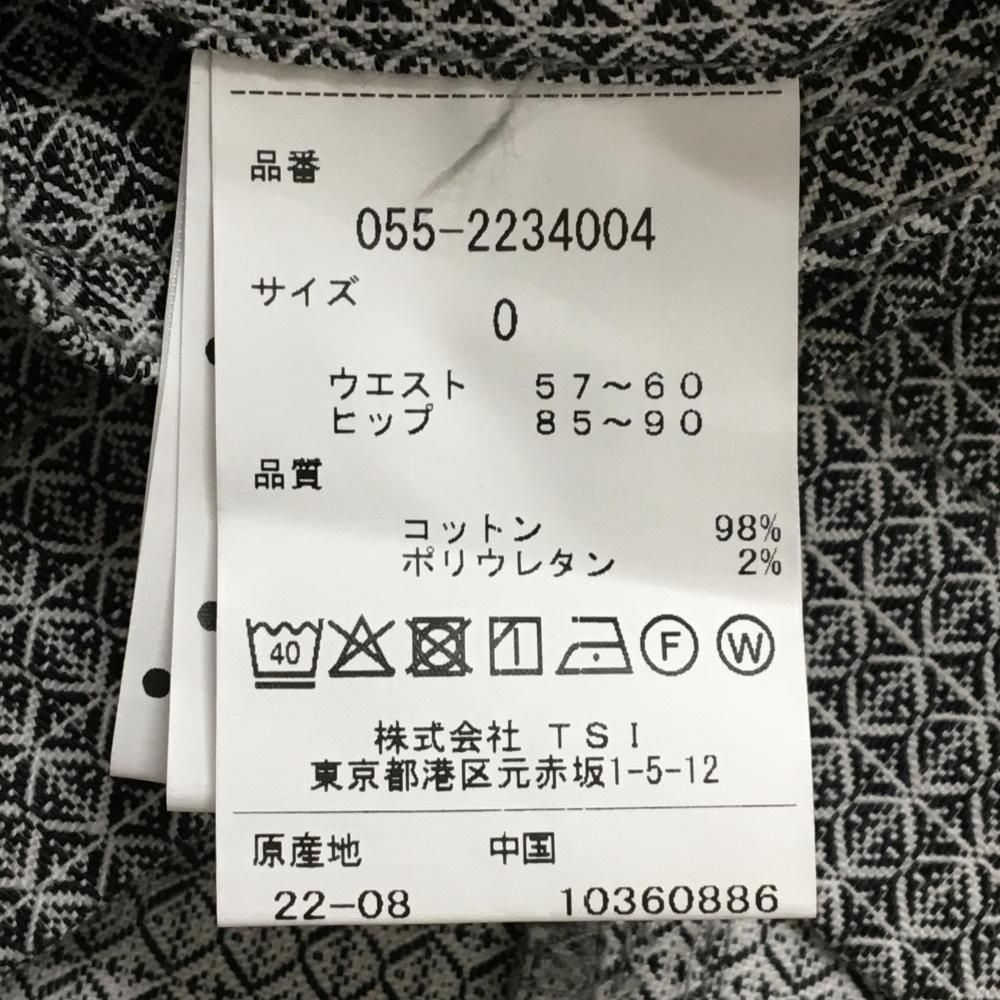 品番
055-2234004
サイズ
0
ウエスト 57～60
ヒップ 85～90
品質
コットン 98%
ポリウレタン 2%
40 F W
株式会社 TSI
東京都港区元赤坂1-5-12
原産地 中国
22-08 10360886